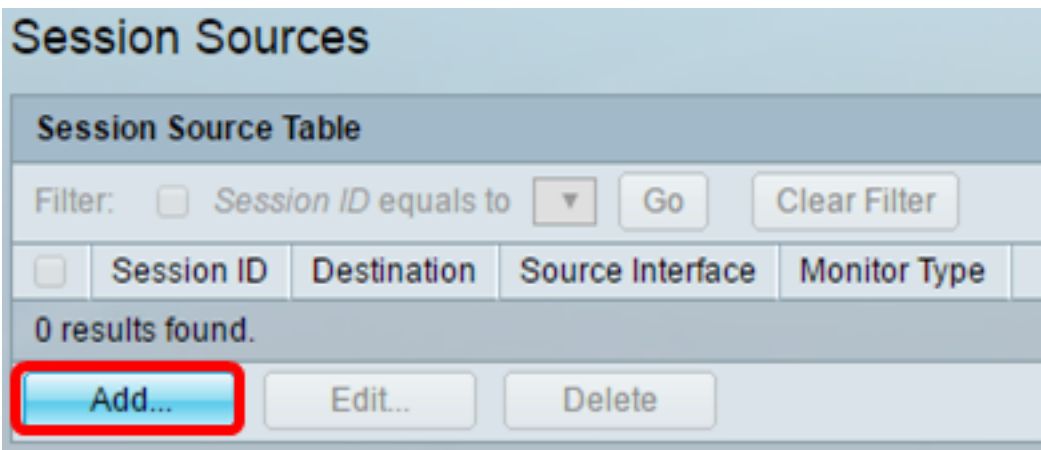 Session Sources
Session Source Table
Filter: Session ID equals to Go Clear Filter
Session ID Destination Source Interface Monitor Type
0 results found.
Add... Edit... Delete